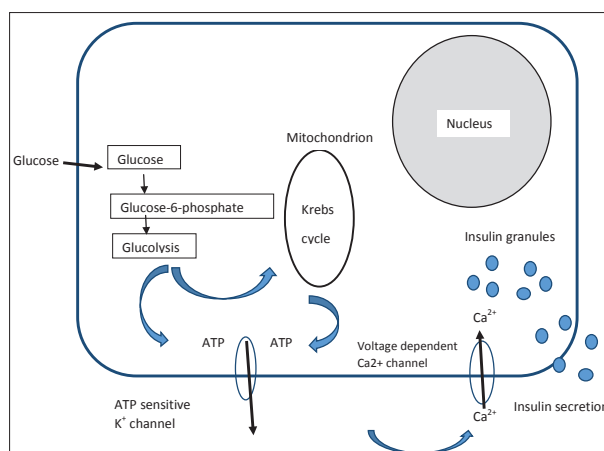 Nucleus
Mitochondrion
Glucose
Glucose
Glucose-6-phosphate
Glucolysis
Krebs
cycle
Insulin granules
Ca2+
ATP
ATP
Voltage dependent
Ca2+ channel
ATP sensitive
K+ channel
Ca2+
Insulin secretion